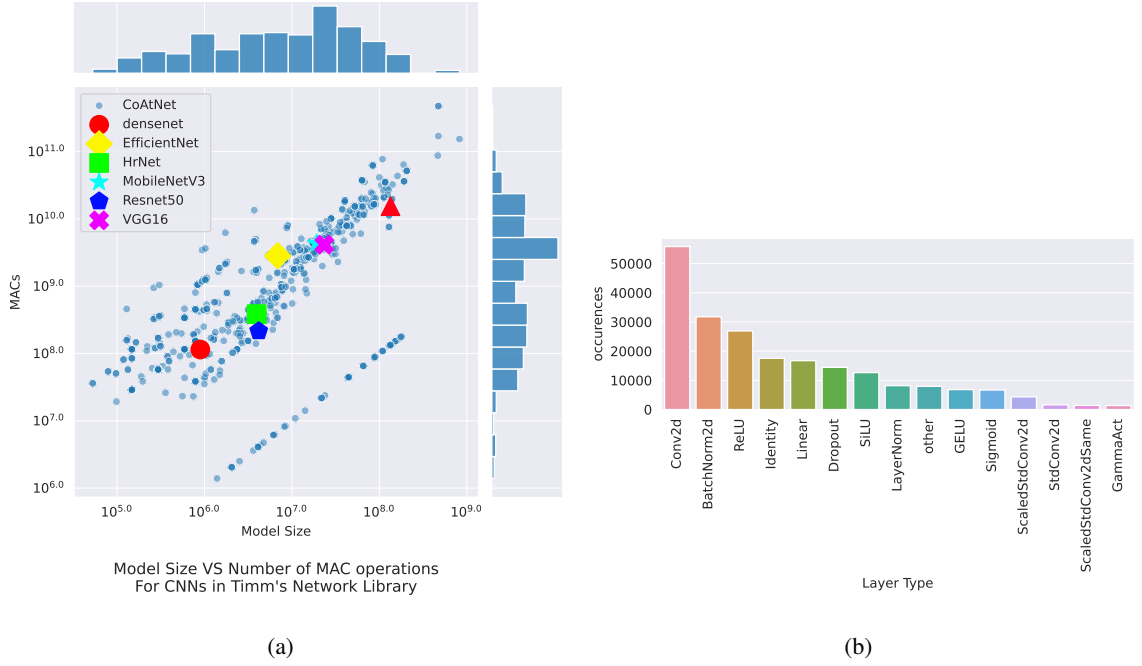 CoAtNet
densenet
EfficientNet
HrNet
MobileNetV3
Resnet50
VGG16
MACs
10^11.0
10^10.0
10^9.0
10^8.0
10^7.0
10^6.0
10^5.0 10^6.0 10^7.0 10^8.0 10^9.0
Model Size
Model Size VS Number of MAC operations
For CNNs in Timm's Network Library
(a)
occurences
50000
40000
30000
20000
10000
0
Conv2d
BatchNorm2d
ReLU
Identity
Linear
Dropout
SiLU
LayerNorm
other
GELU
Sigmoid
ScaledStdConv2d
StdConv2d
ScaledStdConv2dSame
GammaAct
Layer Type
(b)